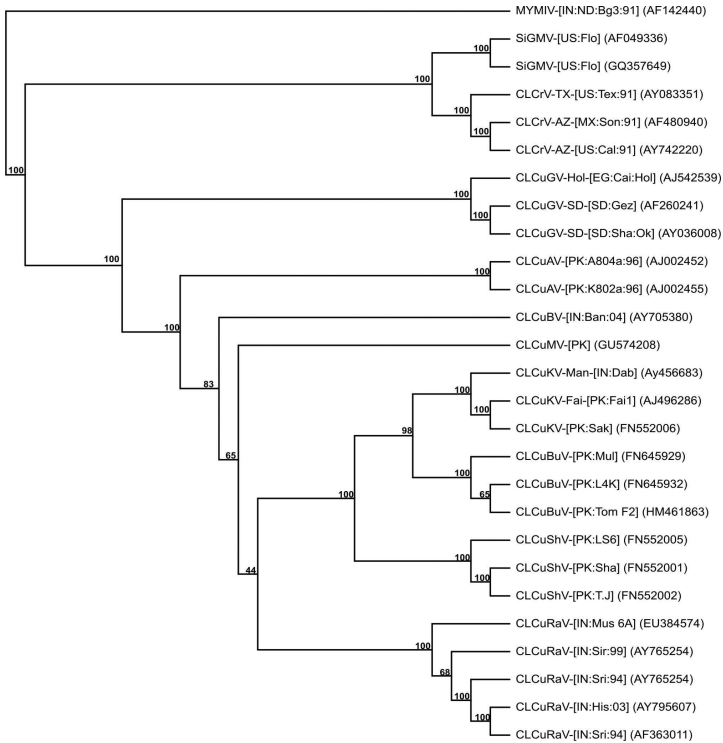 MYMIV-[IN:ND:Bg3:91] (AF142440)
SiGMV-[US:Flo] (AF049336)
100
SiGMV-[US:Flo] (GQ357649)
100
CLCrV-TX-[US:Tex:91] (AY083351)
100
CLCrV-AZ-[MX:Son:91] (AF480940)
100
CLCrV-AZ-[US:Cal:91] (AY742220)
100
CLCuGV-Hol-[EG:Cai:Hol] (AJ542539)
100
CLCuGV-SD-[SD:Gez] (AF260241)
100
CLCuGV-SD-[SD:Sha:Ok] (AY036008)
100
CLCuAV-[PK:A804a:96] (AJ002452)
100
CLCuAV-[PK:K802a:96] (AJ002455)
CLCuBV-[IN:Ban:04] (AY705380)
100
CLCuMV-[PK] (GU574208)
CLCuKV-Man-[IN:Dab] (Ay456683)
83
100
CLCuKV-Fai-[PK:Fai1] (AJ496286)
100
CLCuKV-[PK:Sak] (FN552006)
98
CLCuBuV-[PK:Mul] (FN645929)
65
100
CLCuBuV-[PK:L4K] (FN645932)
65
100
CLCuBuV-[PK:Tom F2] (HM461863)
CLCuShV-[PK:LS6] (FN552005)
100
CLCuShV-[PK:Sha] (FN552001)
44
100
CLCuShV-[PK:T.J] (FN552002)
CLCuRaV-[IN:Mus 6A] (EU384574)
100
CLCuRaV-[IN:Sir:99] (AY765254)
68
CLCuRaV-[IN:Sri:94] (AY765254)
100
CLCuRaV-[IN:His:03] (AY795607)
100
CLCuRaV-[IN:Sri:94] (AF363011)